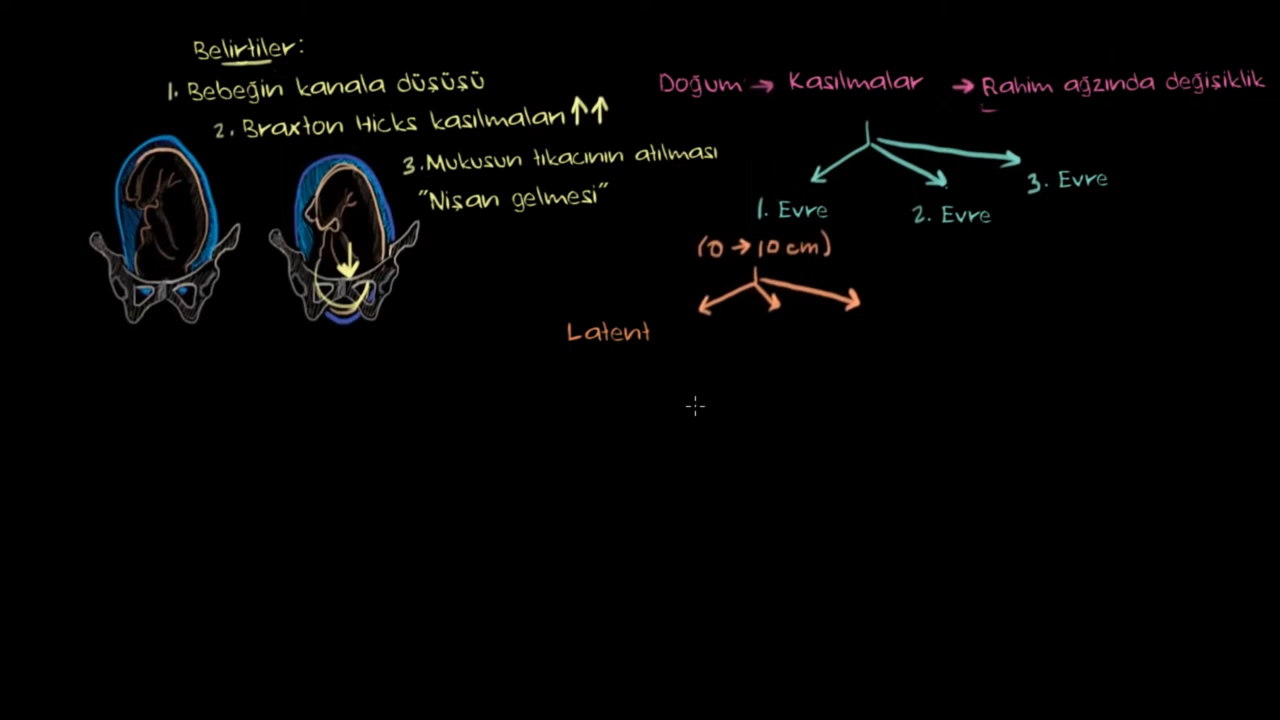 Belirtiler:
1. Bebeğin kanala düşüşü
2. Braxton Hicks kasılmaları ↑↑
3. Mukusun tıkacının atılması
"Nişan gelmesi"
Doğum → Kasılmalar → Rahim ağzında değişiklik
1. Evre
2. Evre
3. Evre
(0 → 10 cm)
Latent